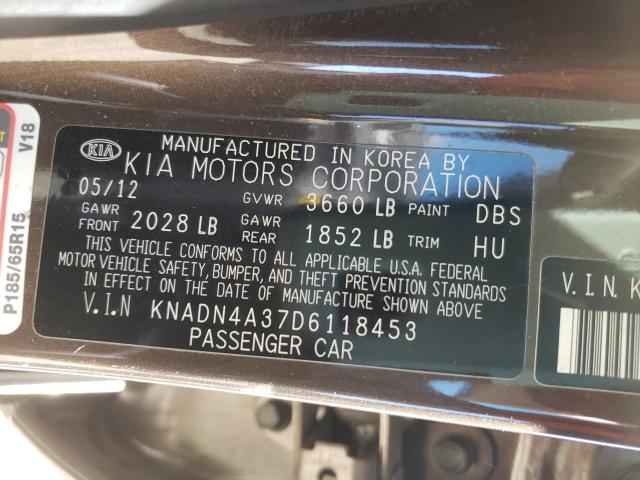 KIA
MANUFACTURED IN KOREA BY
KIA MOTORS CORPORATION
05/12 GVWR 3660 LB PAINT DBS
GAWR FRONT 2028 LB GAWR REAR 1852 LB TRIM HU
THIS VEHICLE CONFORMS TO ALL APPLICABLE U.S.A. FEDERAL
MOTOR VEHICLE SAFETY, BUMPER, AND THEFT PREVENTION STANDARDS
IN EFFECT ON THE DATE OF MANUFACTURE SHOWN ABOVE.
V.I.N KNADN4A37D6118453
PASSENGER CAR
P185/65R15 V18
V.I.N. K